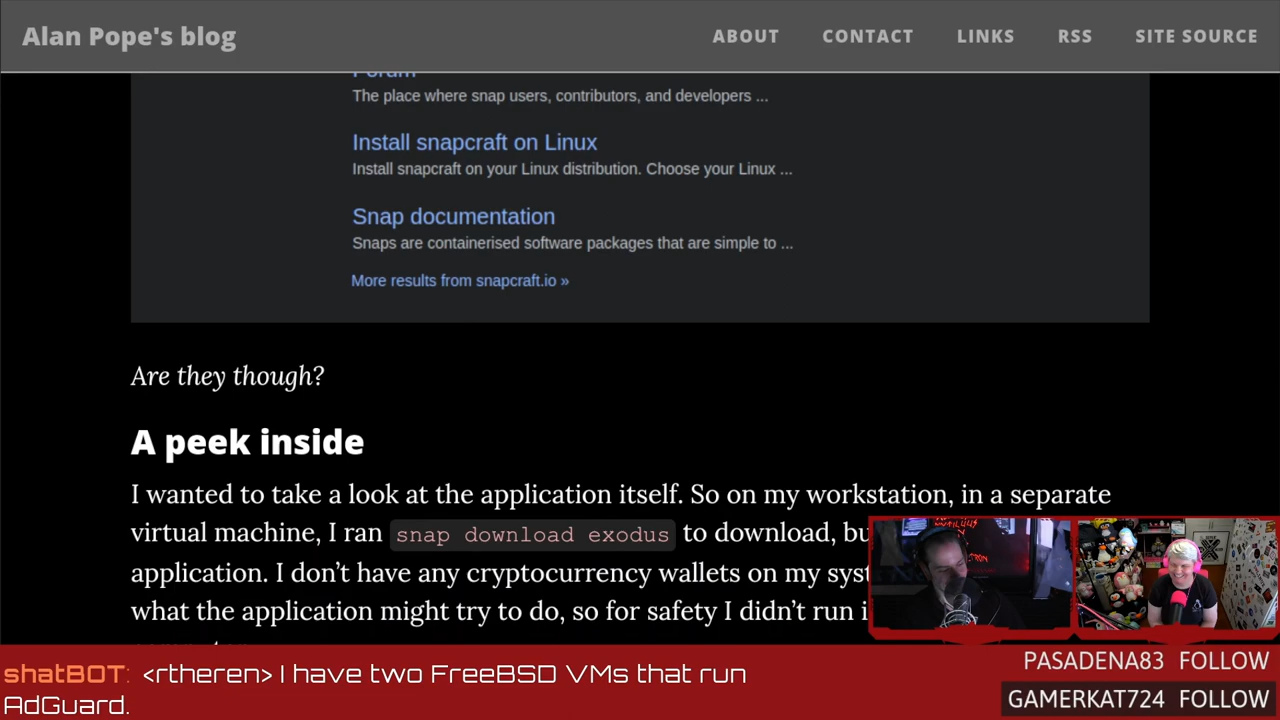 Alan Pope's blog
ABOUT CONTACT LINKS RSS SITE SOURCE
Forum
The place where snap users, contributors, and developers ...
Install snapcraft on Linux
Install snapcraft on your Linux distribution. Choose your Linux ...
Snap documentation
Snaps are containerised software packages that are simple to ...
More results from snapcraft.io »
Are they though?
A peek inside
I wanted to take a look at the application itself. So on my workstation, in a separate
virtual machine, I ran snap download exodus to download, bu
application. I don’t have any cryptocurrency wallets on my syst
what the application might try to do, so for safety I didn’t run i
shatBOT: <rtheren> I have two FreeBSD VMs that run
AdGuard.
PASADENA83 FOLLOW
GAMERKAT724 FOLLOW